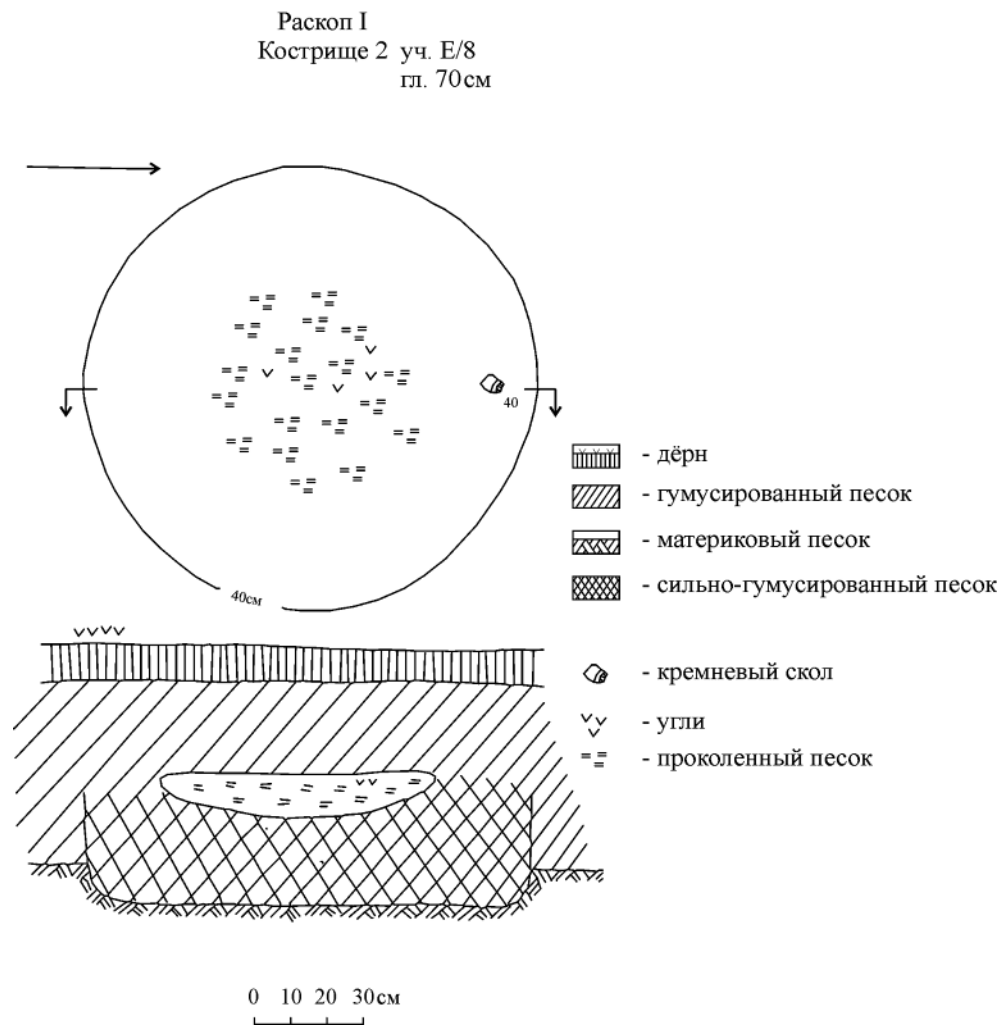 Раскоп I
Кострище 2 уч. Е/8
гл. 70см
40
40см
- дёрн
- гумусированный песок
- материковый песок
- сильно-гумусированный песок
- кремневый скол
- угли
- проколенный песок
0 10 20 30см